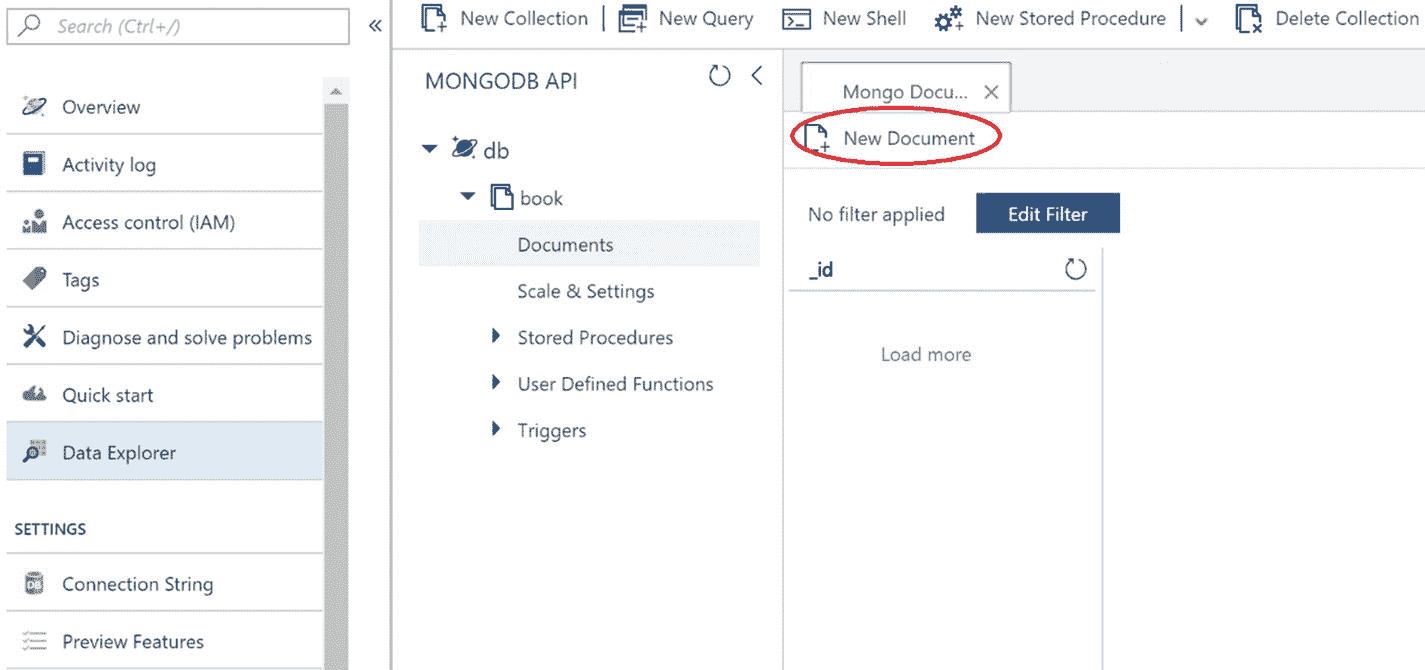 Search (Ctrl+/)
«
Overview
Activity log
Access control (IAM)
Tags
Diagnose and solve problems
Quick start
Data Explorer
SETTINGS
Connection String
Preview Features
New Collection
New Query
New Shell
New Stored Procedure
Delete Collection
MONGODB API
db
book
Documents
Scale & Settings
Stored Procedures
User Defined Functions
Triggers
Mongo Docu...
New Document
No filter applied
Edit Filter
_id
Load more